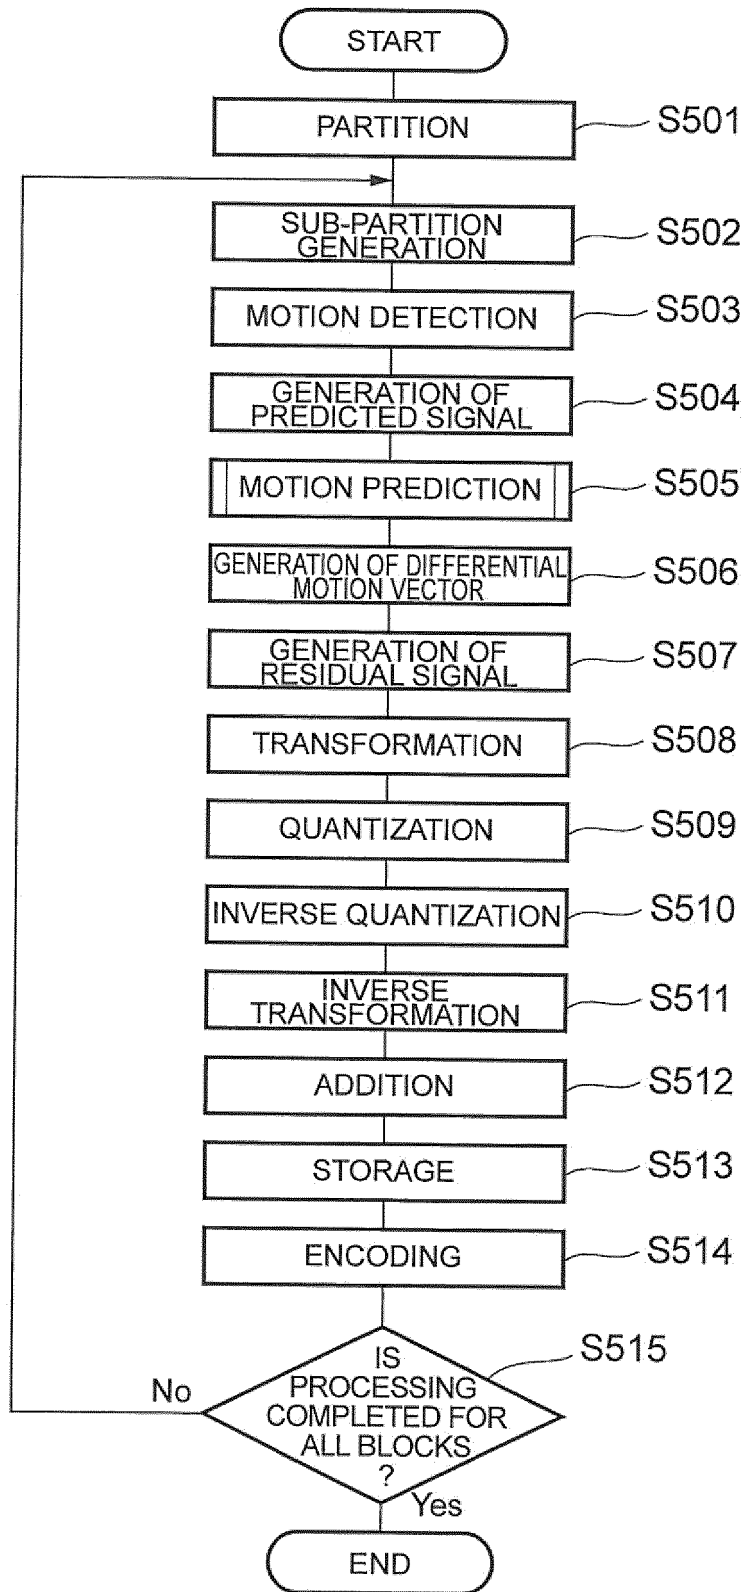 START
PARTITION
S501
SUB-PARTITION
GENERATION
S502
MOTION DETECTION
S503
GENERATION OF
PREDICTED SIGNAL
S504
MOTION PREDICTION
S505
GENERATION OF DIFFERENTIAL
MOTION VECTOR
S506
GENERATION OF
RESIDUAL SIGNAL
S507
TRANSFORMATION
S508
QUANTIZATION
S509
INVERSE QUANTIZATION
S510
INVERSE
TRANSFORMATION
S511
ADDITION
S512
STORAGE
S513
ENCODING
S514
IS
PROCESSING
COMPLETED FOR
ALL BLOCKS
?
S515
No
Yes
END